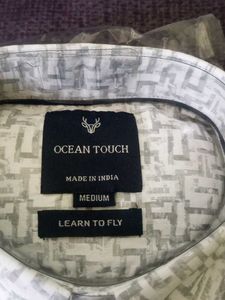 OCEAN TOUCH
MADE IN INDIA
MEDIUM
LEARN TO FLY